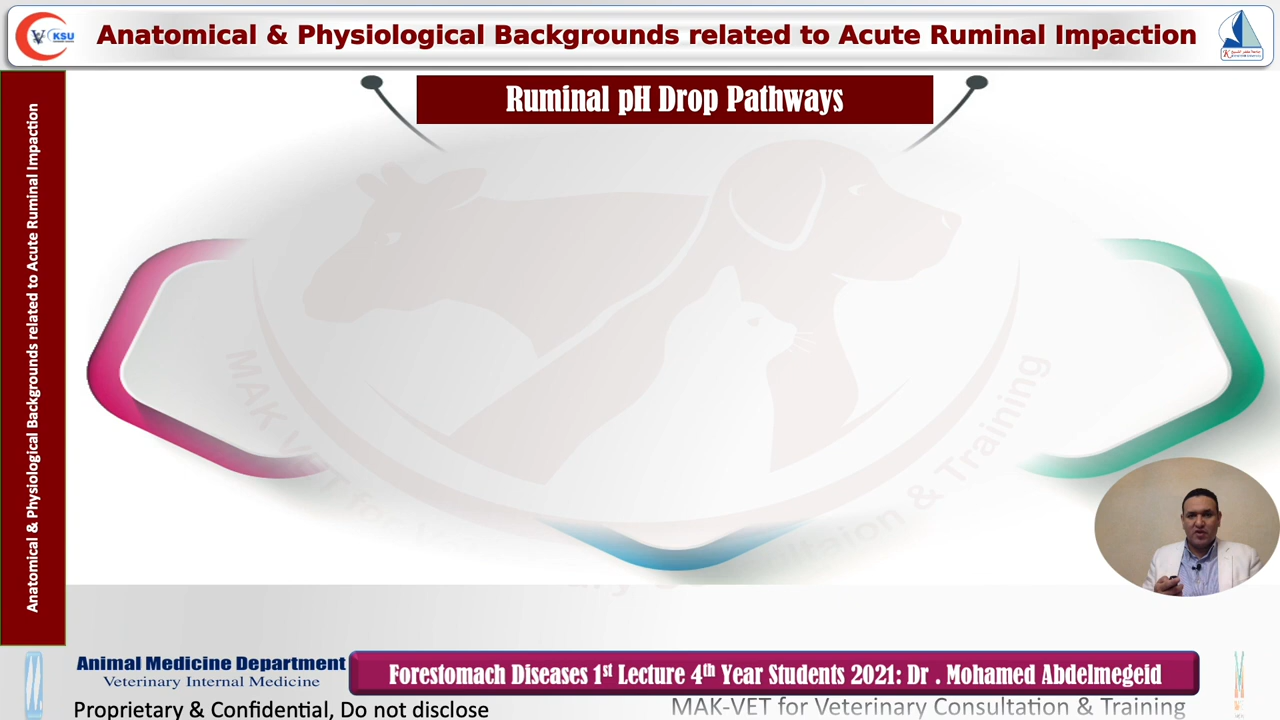 KSU
Anatomical & Physiological Backgrounds related to Acute Ruminal Impaction
Ruminal pH Drop Pathways
Anatomical & Physiological Backgrounds related to Acute Ruminal Impaction
Animal Medicine Department
Veterinary Internal Medicine
Forestomach Diseases 1st Lecture 4th Year Students 2021: Dr . Mohamed Abdelmegeid
Proprietary & Confidential, Do not disclose
MAK-VET for Veterinary Consultation & Training